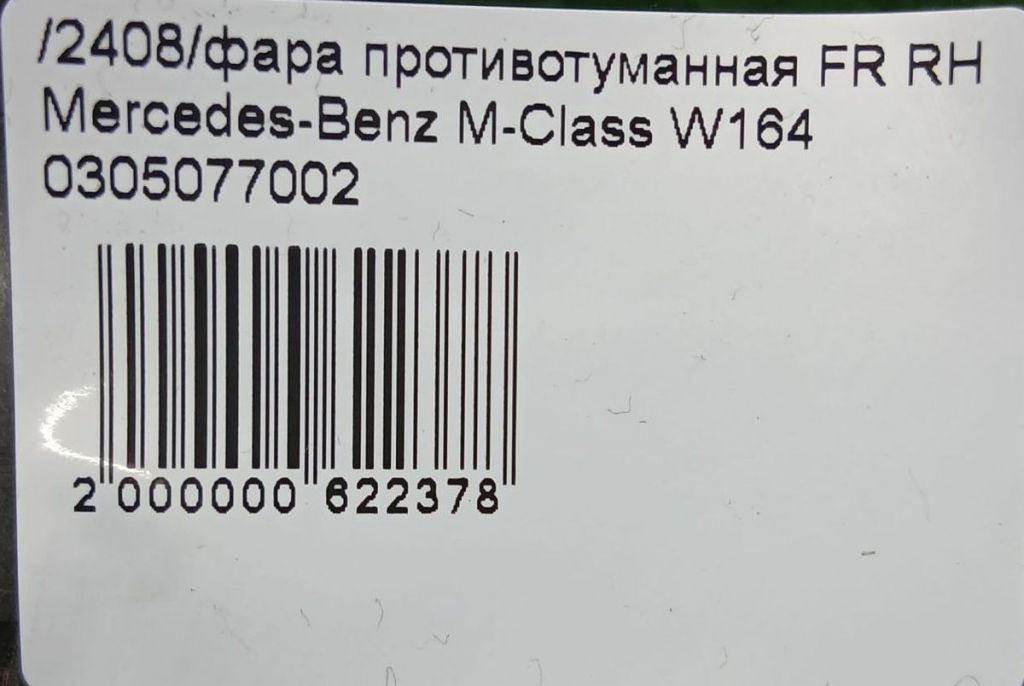 /2408/фара противотуманная FR RH
Mercedes-Benz M-Class W164
0305077002
2 000000 622378